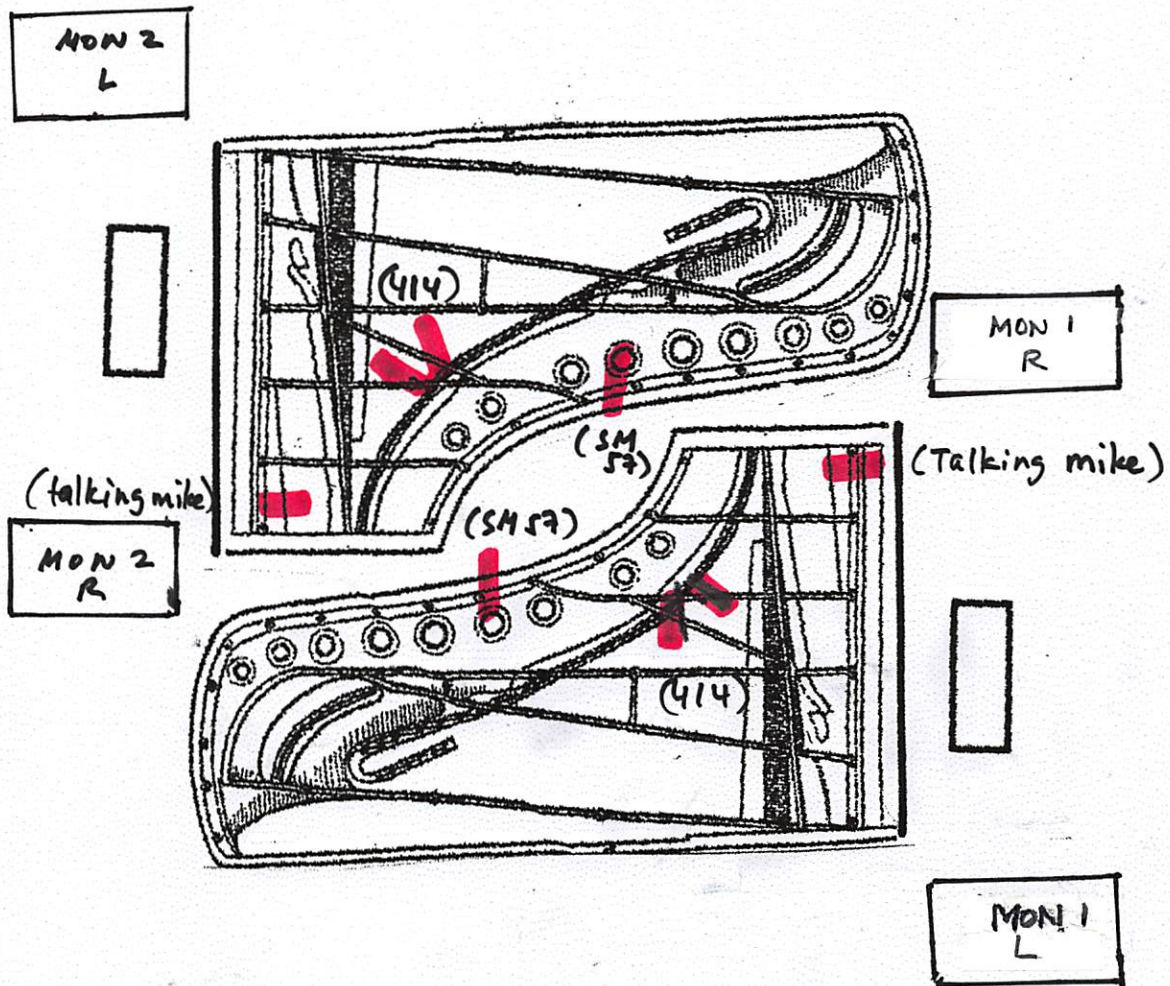 MON 2
L
(414)
MON 1
R
(SM
57)
(talking mike)
(Talking mike)
(SM 57)
MON 2
R
(414)
MON 1
L